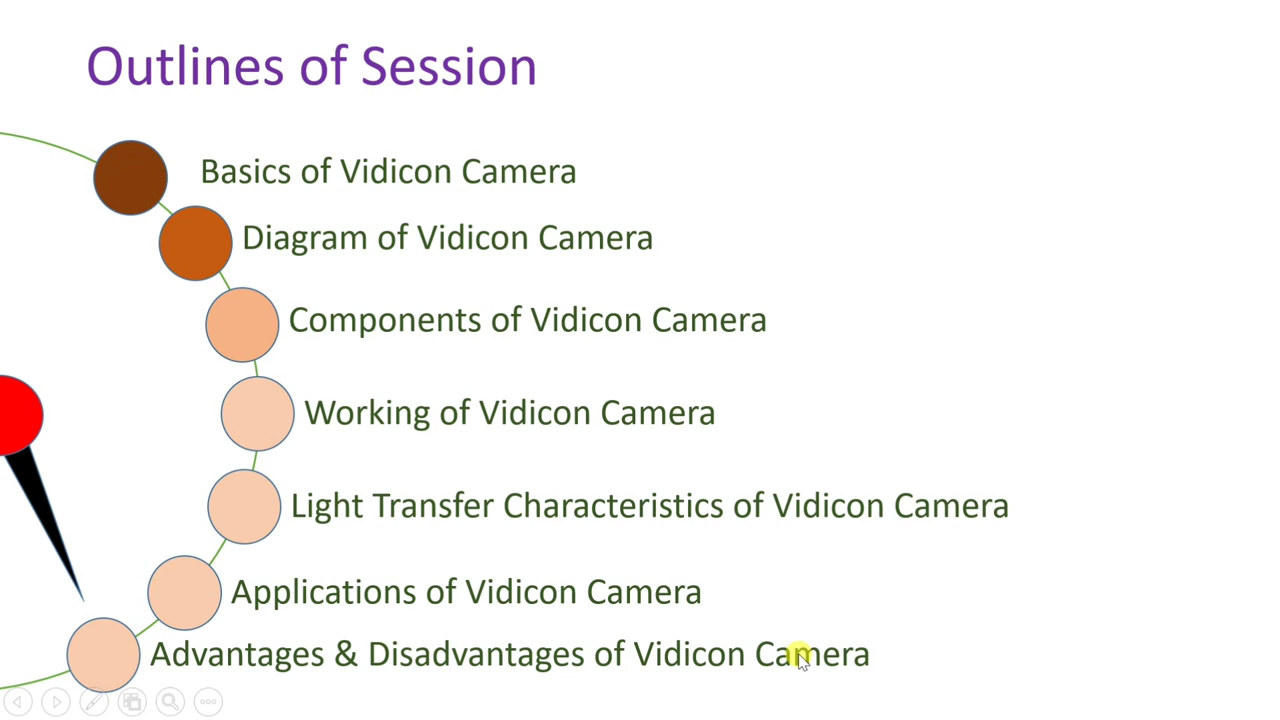 Outlines of Session
Basics of Vidicon Camera
Diagram of Vidicon Camera
Components of Vidicon Camera
Working of Vidicon Camera
Light Transfer Characteristics of Vidicon Camera
Applications of Vidicon Camera
Advantages & Disadvantages of Vidicon Camera